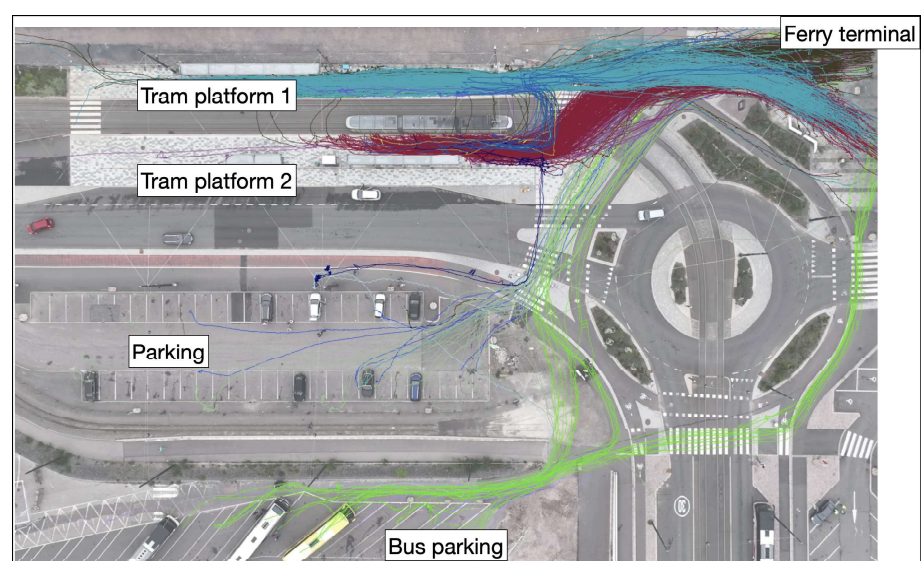 Ferry terminal
Tram platform 1
Tram platform 2
Parking
Bus parking